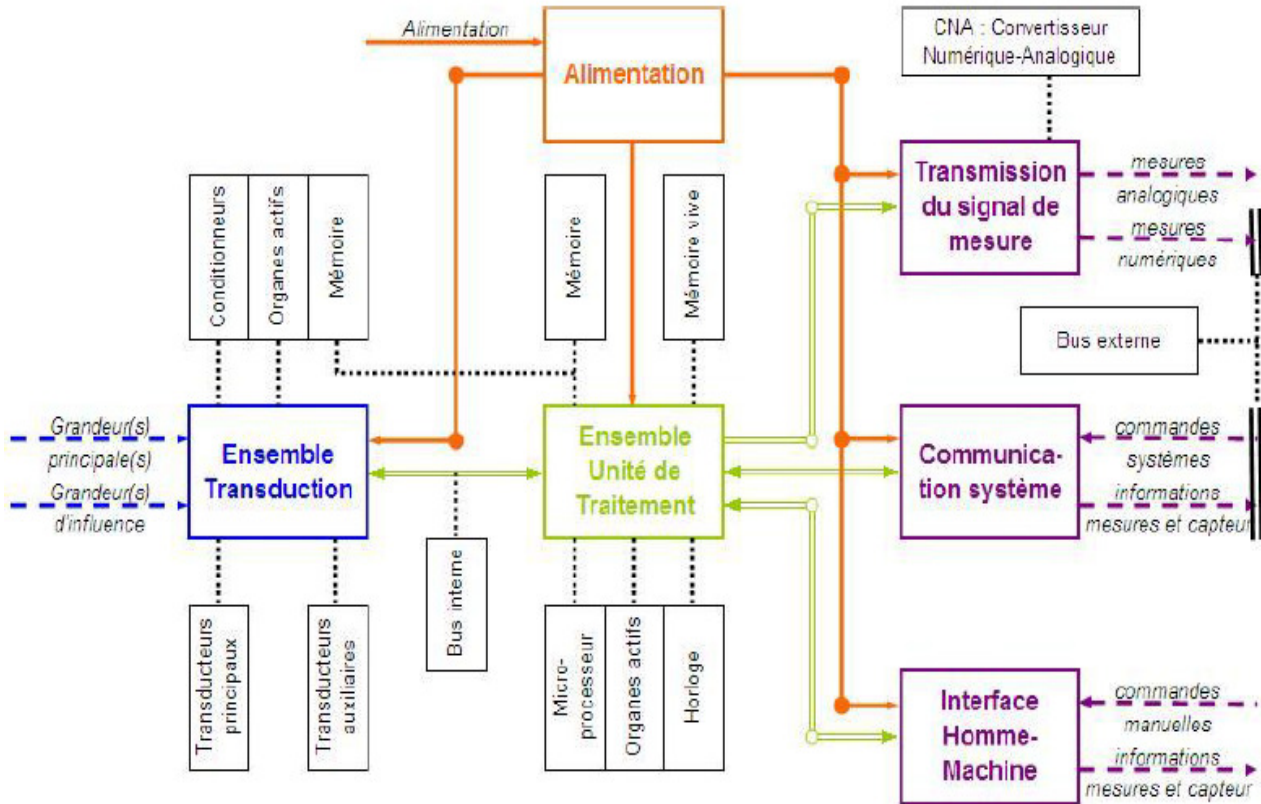 Alimentation
Alimentation
CNA : Convertisseur
Numérique-Analogique
Transmission
du signal de
mesure
mesures
analogiques
mesures
numériques
Conditionneurs
Organes actifs
Mémoire
Mémoire
Mémoire vive
Bus externe
Grandeur(s)
principale(s)
Grandeur(s)
d'influence
Ensemble
Transduction
Ensemble
Unité de
Traitement
Communica-
tion système
commandes
systèmes
informations
mesures et capteur
Transducteurs
principaux
Transducteurs
auxiliaires
Bus interne
Micro-
processeur
Organes actifs
Horloge
Interface
Homme-
Machine
commandes
manuelles
informations
mesures et capteur